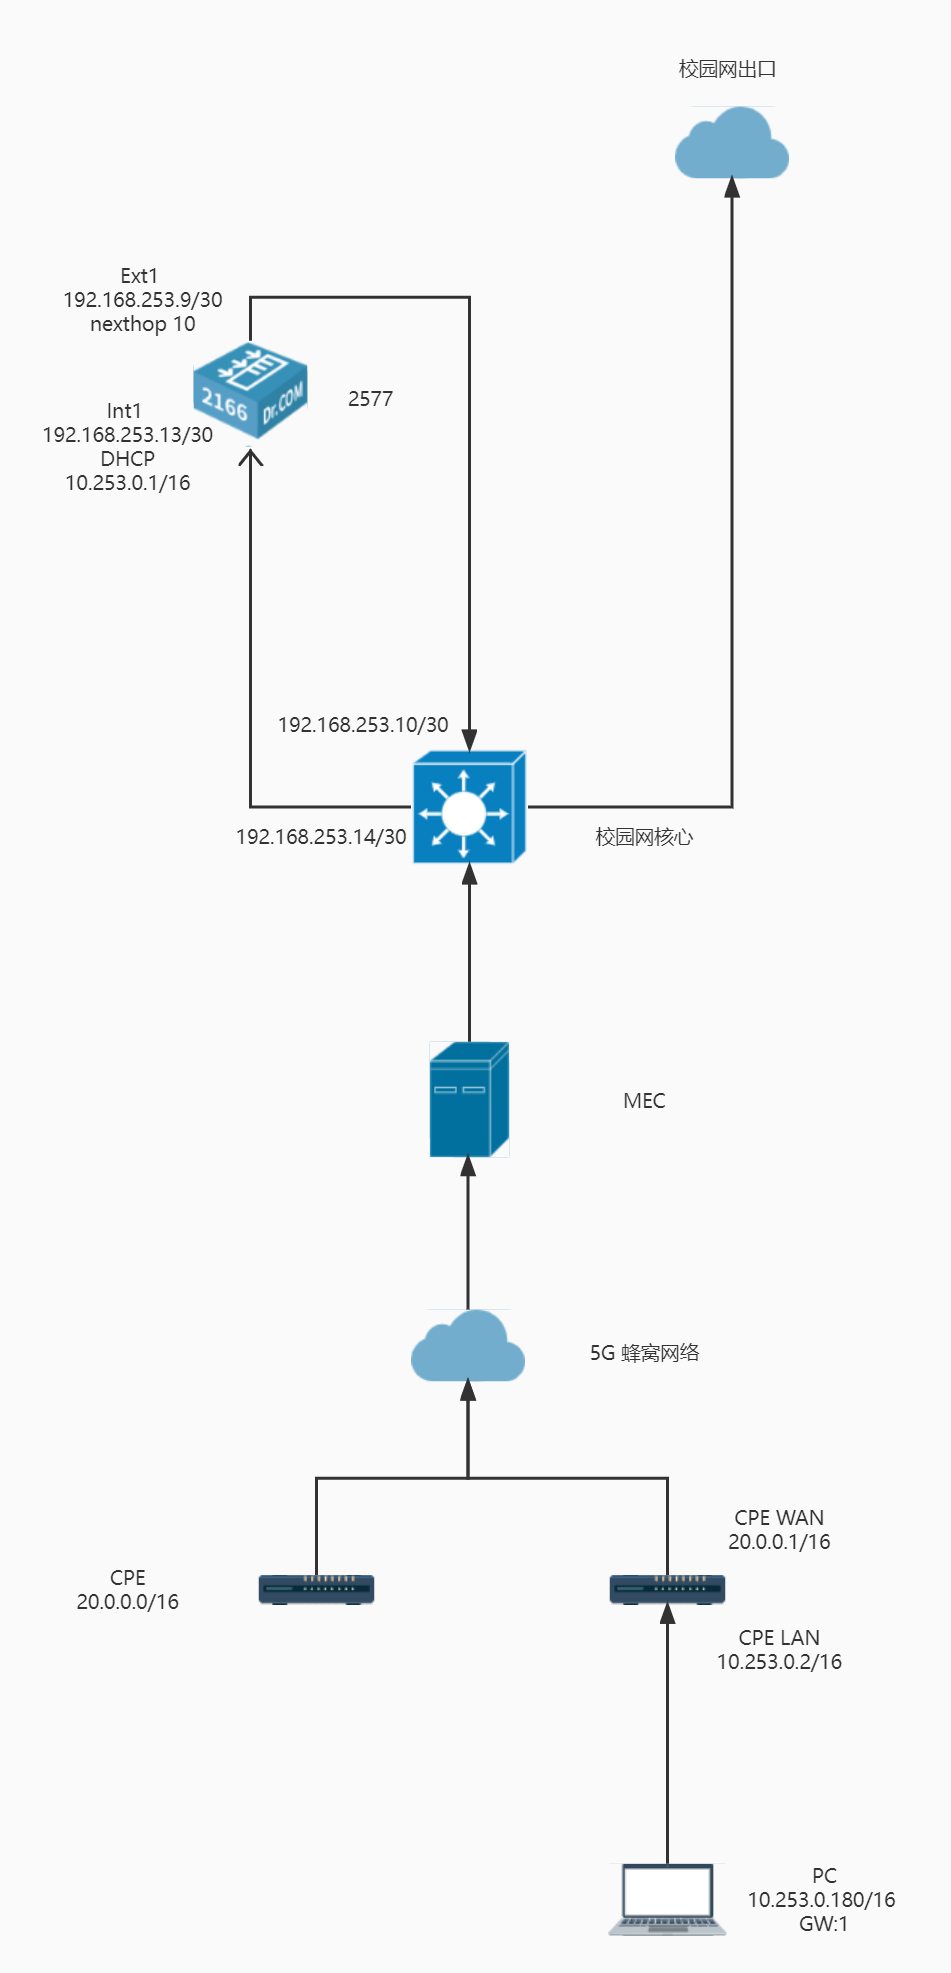 校园网出口
Ext1
192.168.253.9/30
nexthop 10
2166
Dr.COM
2577
Int1
192.168.253.13/30
DHCP
10.253.0.1/16
192.168.253.10/30
192.168.253.14/30
校园网核心
MEC
5G 蜂窝网络
CPE WAN
20.0.0.1/16
CPE
20.0.0.0/16
CPE LAN
10.253.0.2/16
PC
10.253.0.180/16
GW:1